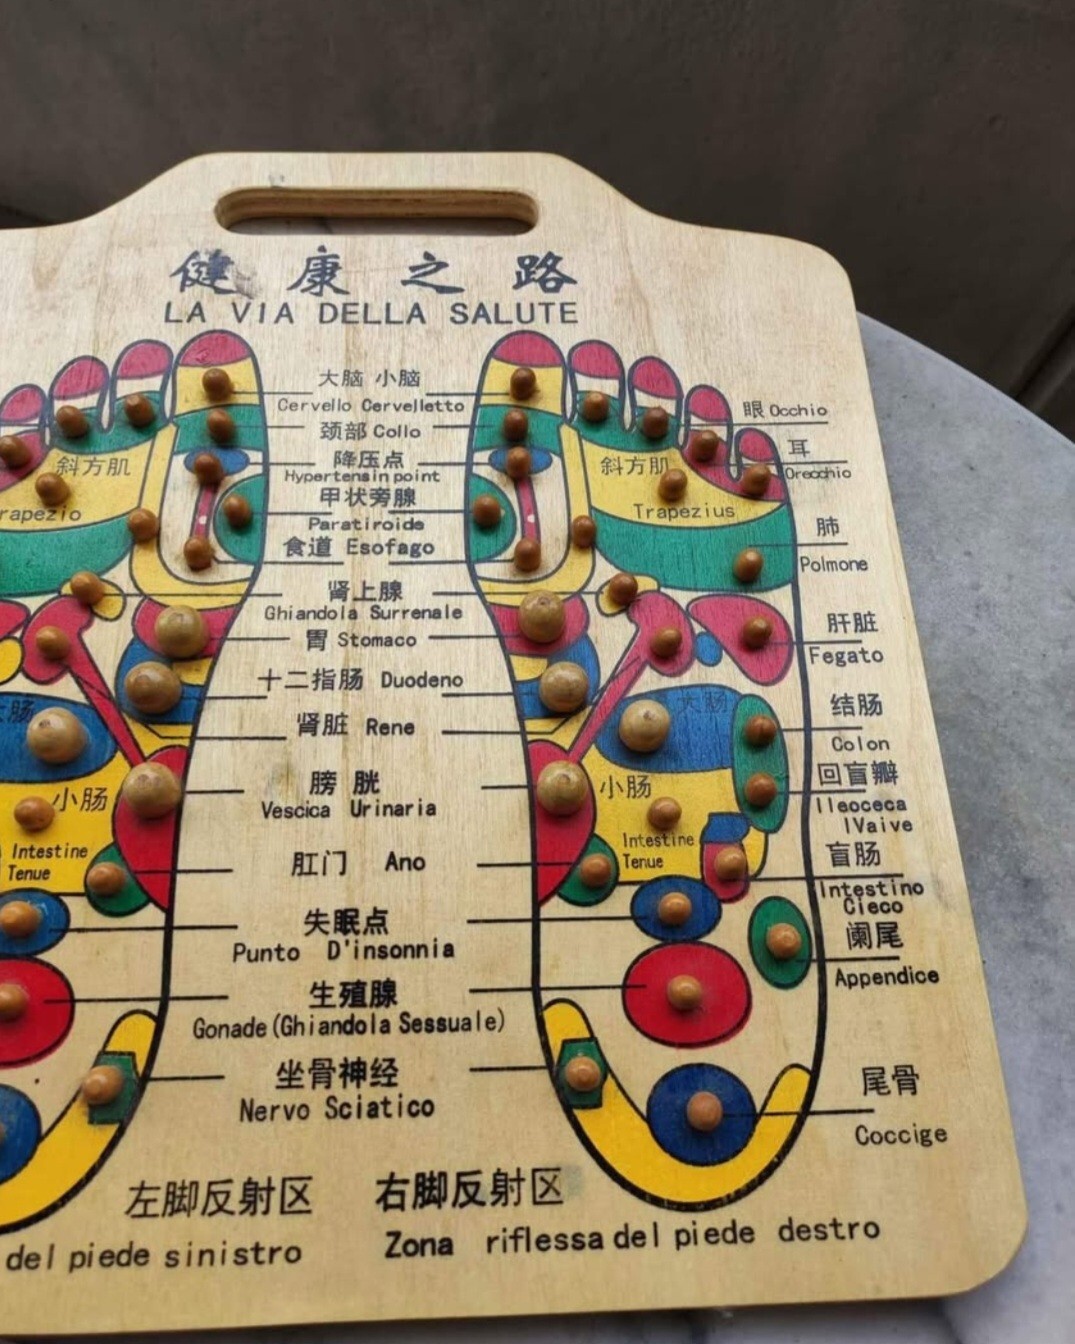 健康之路
LA VIA DELLA SALUTE
大脑 小脑
Cervello Cervelletto
颈部 Collo
降压点
Hypertensin point
甲状旁腺
Paratiroide
食道 Esofago
肾上腺
Ghiandola Surrenale
胃 Stomaco
十二指肠 Duodeno
肾脏 Rene
膀胱
Vescica Urinaria
肛门 Ano
失眠点
Punto D'insonnia
生殖腺
Gonade(Ghiandola Sessuale)
坐骨神经
Nervo Sciatico
斜方肌
rapezio
大肠
小肠
Intestine
Tenue
斜方肌
Trapezius
大肠
小肠
Intestine
Tenue
眼 Occhio
耳
Orecchio
肺
Polmone
肝脏
Fegato
结肠
Colon
回盲瓣
Ileoceca
lVaive
盲肠
Intestino
Cieco
阑尾
Appendice
尾骨
Coccige
左脚反射区
del piede sinistro
右脚反射区
Zona riflessa del piede destro